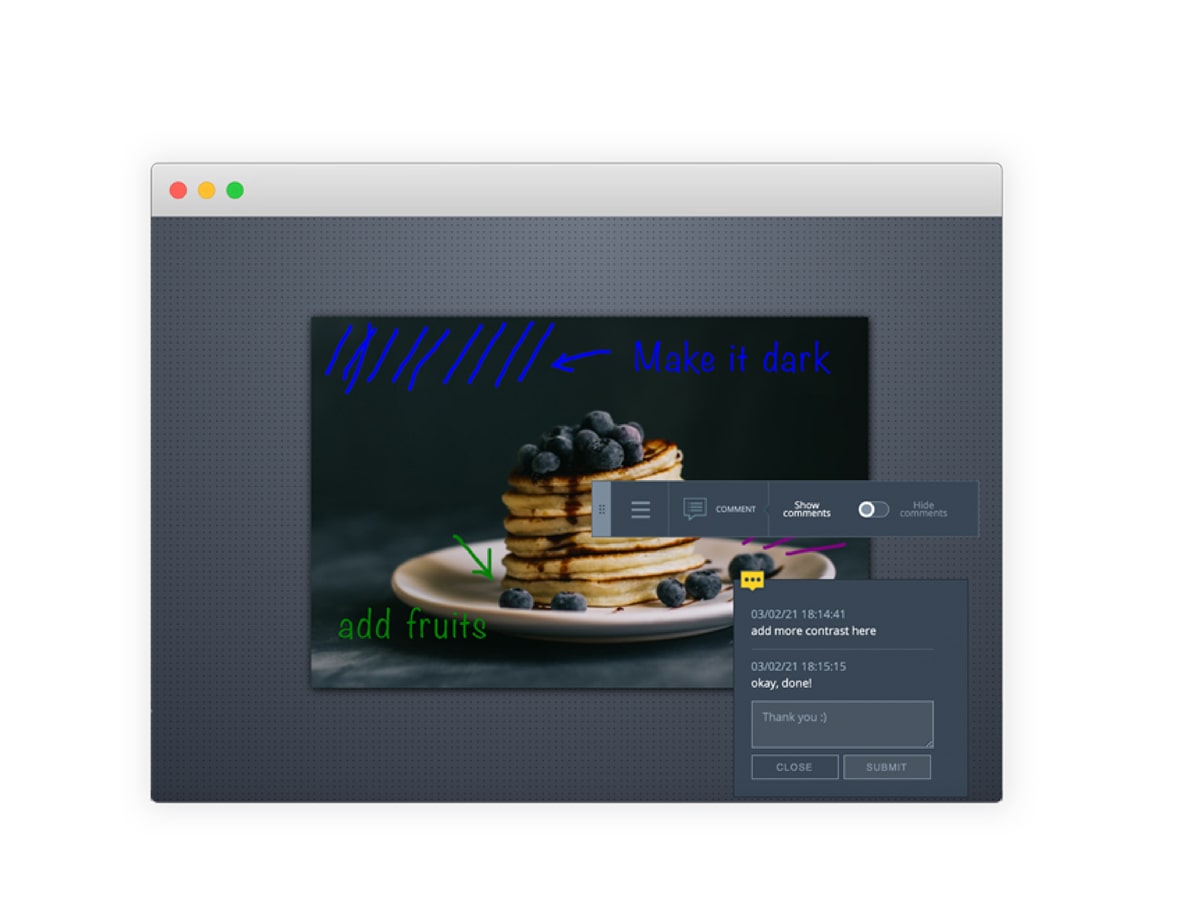 Make it dark
COMMENT
Show
comments
Hide
comments
add fruits
03/02/21 18:14:41
add more contrast here
03/02/21 18:15:15
okay, done!
Thank you :)
CLOSE
SUBMIT